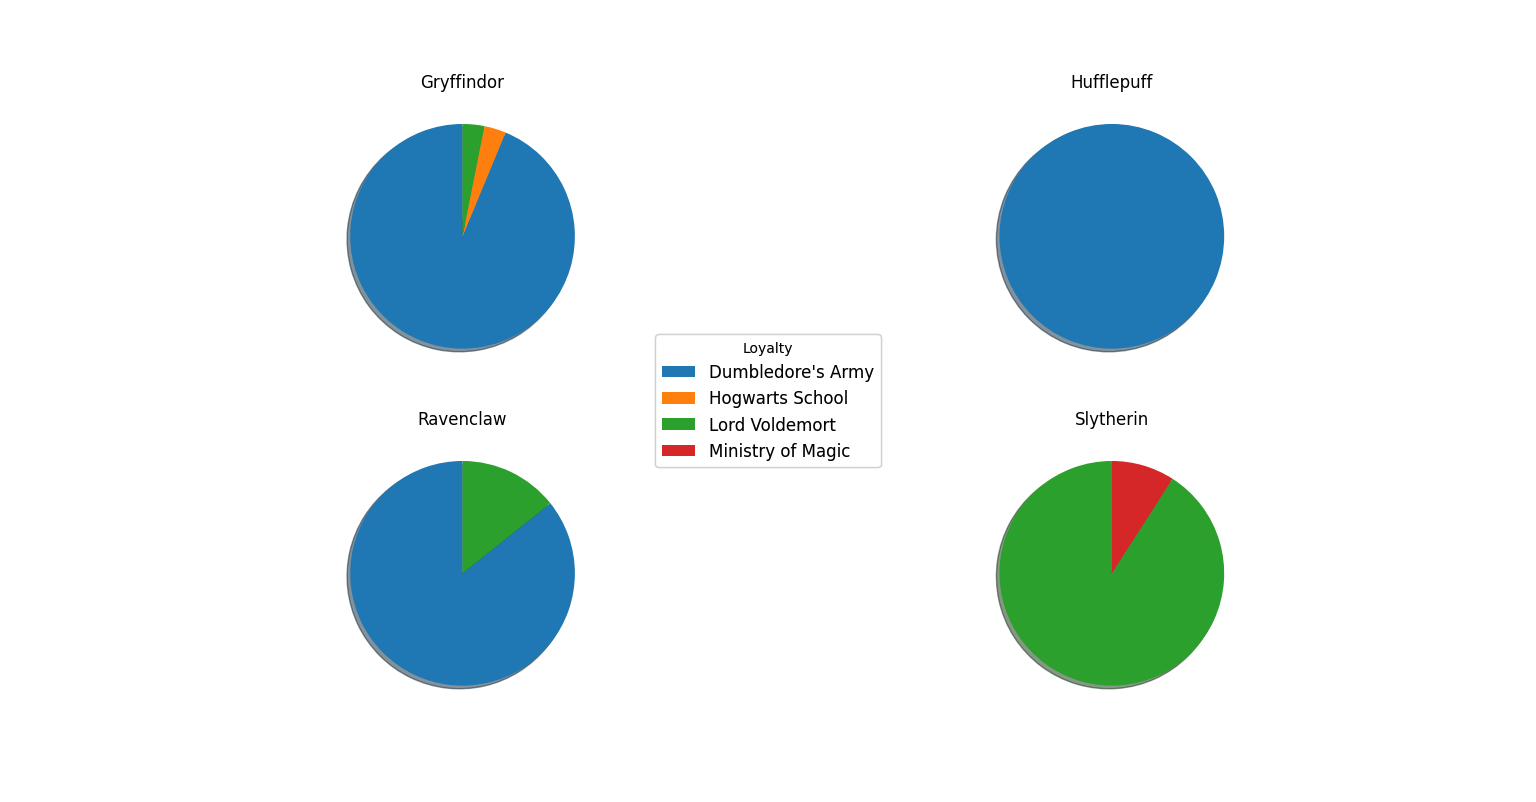 Gryffindor
Hufflepuff
Loyalty
Dumbledore's Army
Hogwarts School
Lord Voldemort
Ministry of Magic
Ravenclaw
Slytherin